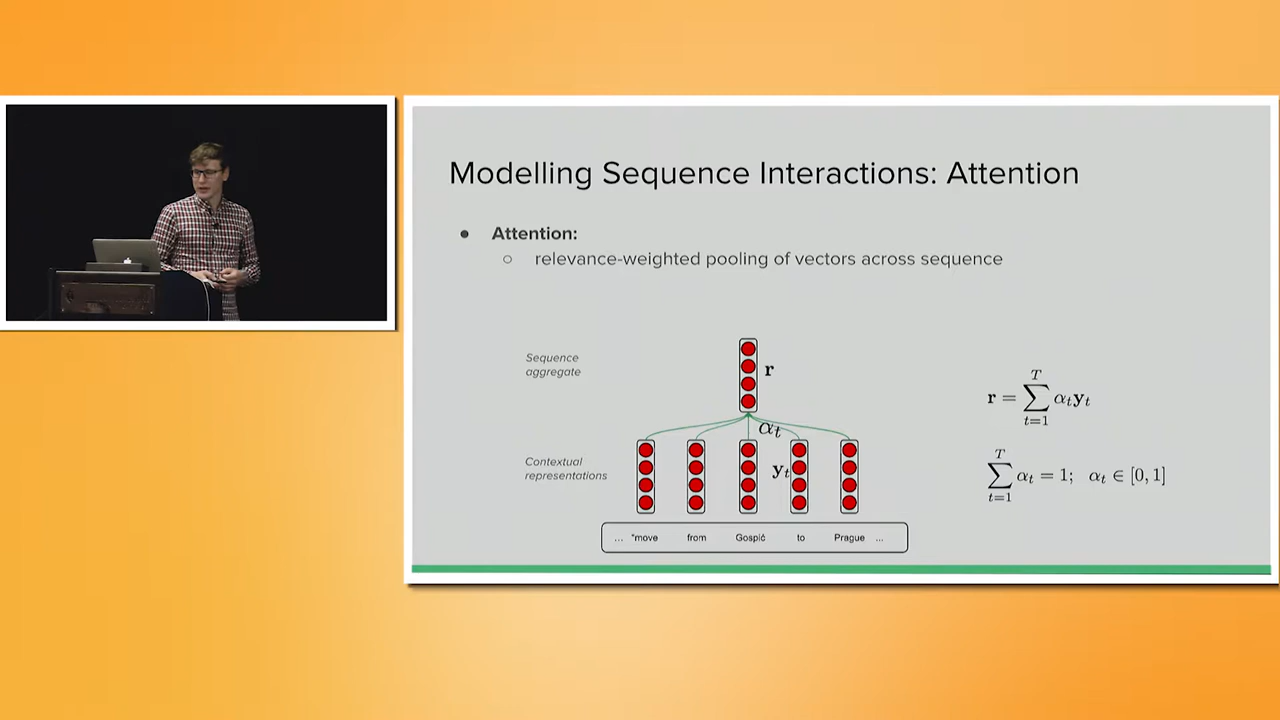 Modelling Sequence Interactions: Attention
● Attention:
○ relevance-weighted pooling of vectors across sequence
Sequence
aggregate
r
αt
Contextual
representations
yt
... "move from Gospić to Prague ...
r = ∑_{t=1}^{T} αt yt
∑_{t=1}^{T} αt = 1; αt ∈ [0, 1]